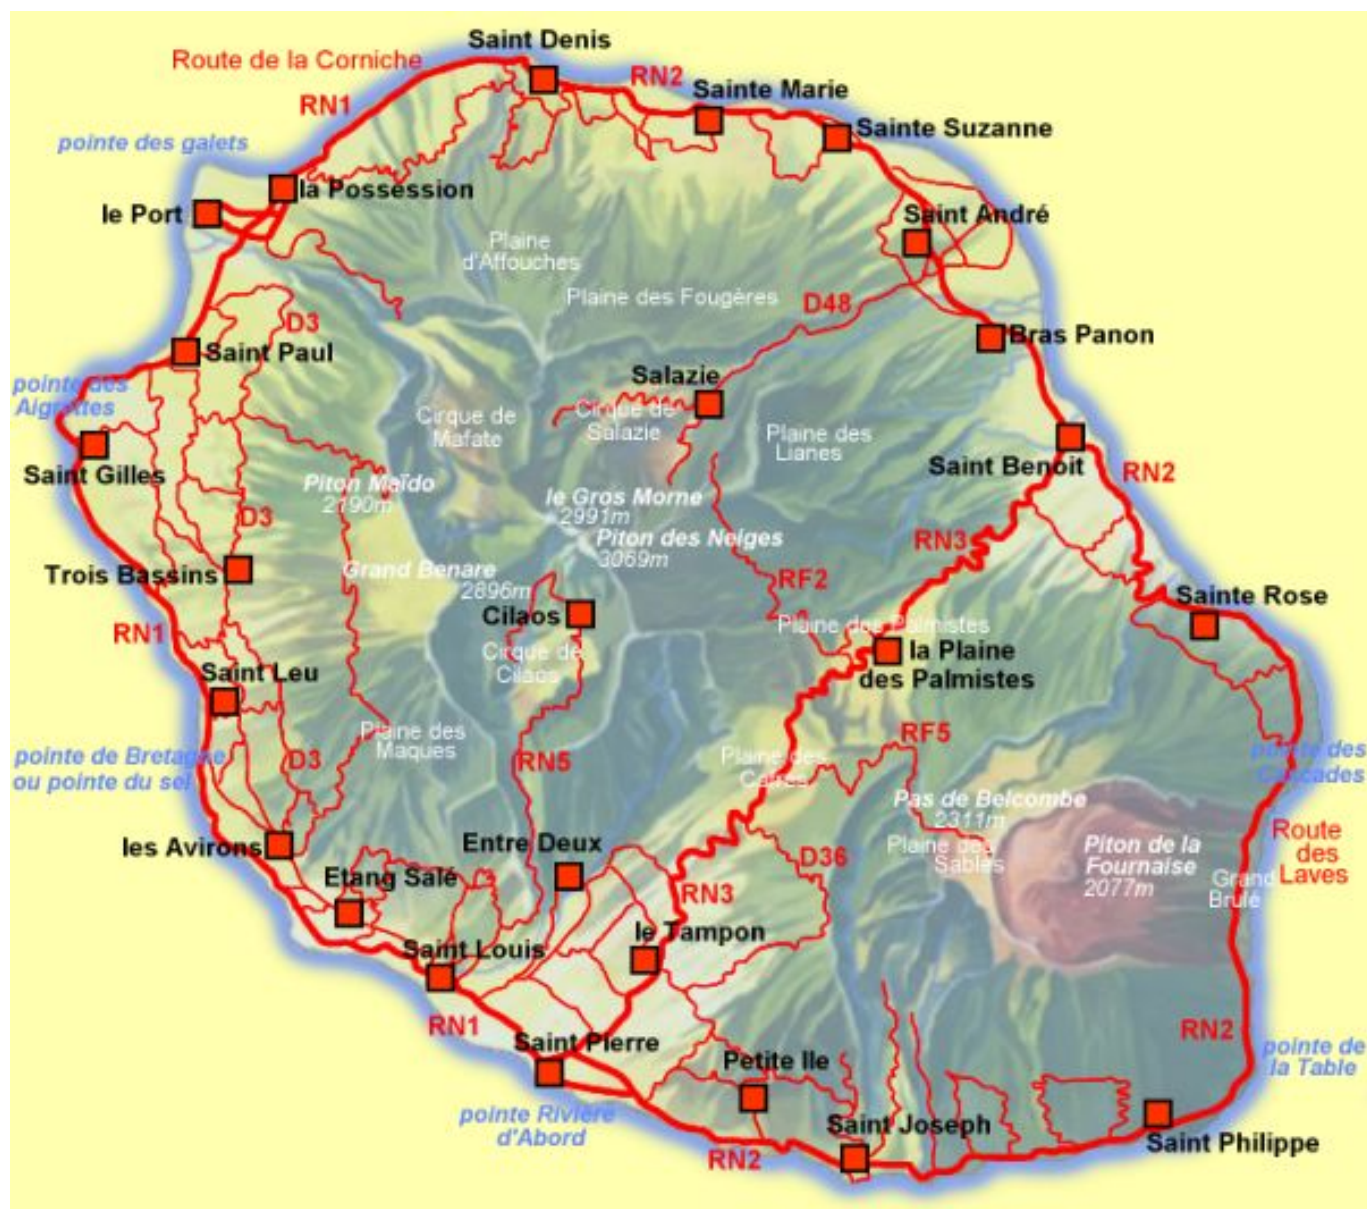 Saint Denis
Route de la Corniche
RN2
Sainte Marie
RN1
Sainte Suzanne
pointe des galets
la Possession
le Port
Saint André
Plaine
d'Affouches
Plaine des Fougères
D48
D3
Bras Panon
Saint Paul
Salazie
pointe des
Aigrettes
Cirque de
Mafate
Cirque de
Salazie
Plaine des
Lianes
Saint Gilles
Saint Benoit
RN2
Piton Maïdo
2190m
le Gros Morne
2991m
D3
Piton des Neiges
3069m
RN3
Trois Bassins
Grand Benare
2896m
RF2
Cilaos
Sainte Rose
RN1
Plaine des Palmistes
Cirque de
Cilaos
la Plaine
des Palmistes
Saint Leu
Plaine des
Maques
RF5
pointe de Bretagne
ou pointe du sel
D3
RN5
Plaine des
Cafres
pointe des
Cascades
Pas de Belcombe
2311m
les Avirons
Entre Deux
D36
Plaine des
Sables
Piton de la
Fournaise
2077m
Route
des
Laves
Grand
Brulé
Etang Salé
RN3
le Tampon
Saint Louis
RN1
RN2
Saint Pierre
Petite Ile
pointe de
la Table
pointe Rivière
d'Abord
Saint Joseph
Saint Philippe
RN2